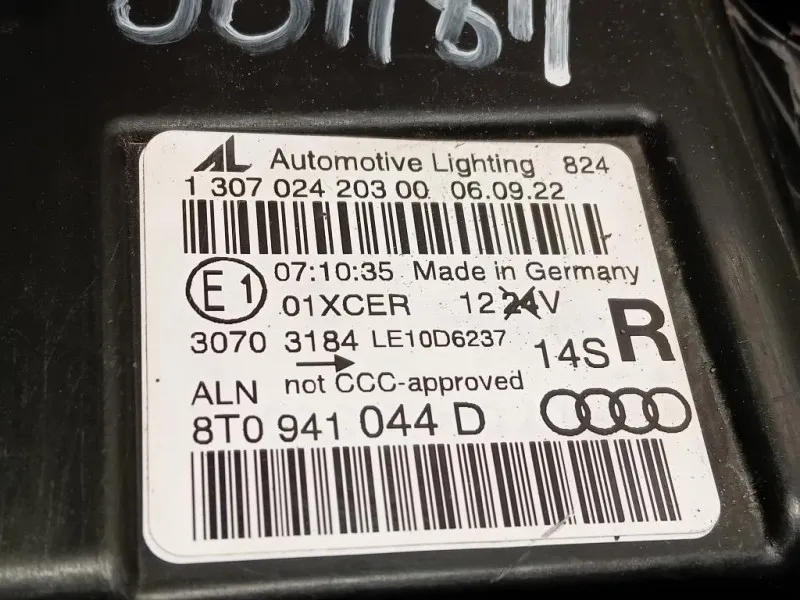 AL Automotive Lighting 824
1 307 024 203 00 06.09.22
E1 07:10:35 Made in Germany
01XCER 12 24V
3070 3184 LE10D6237 14S R
ALN not CCC-approved
8T0 941 044 D